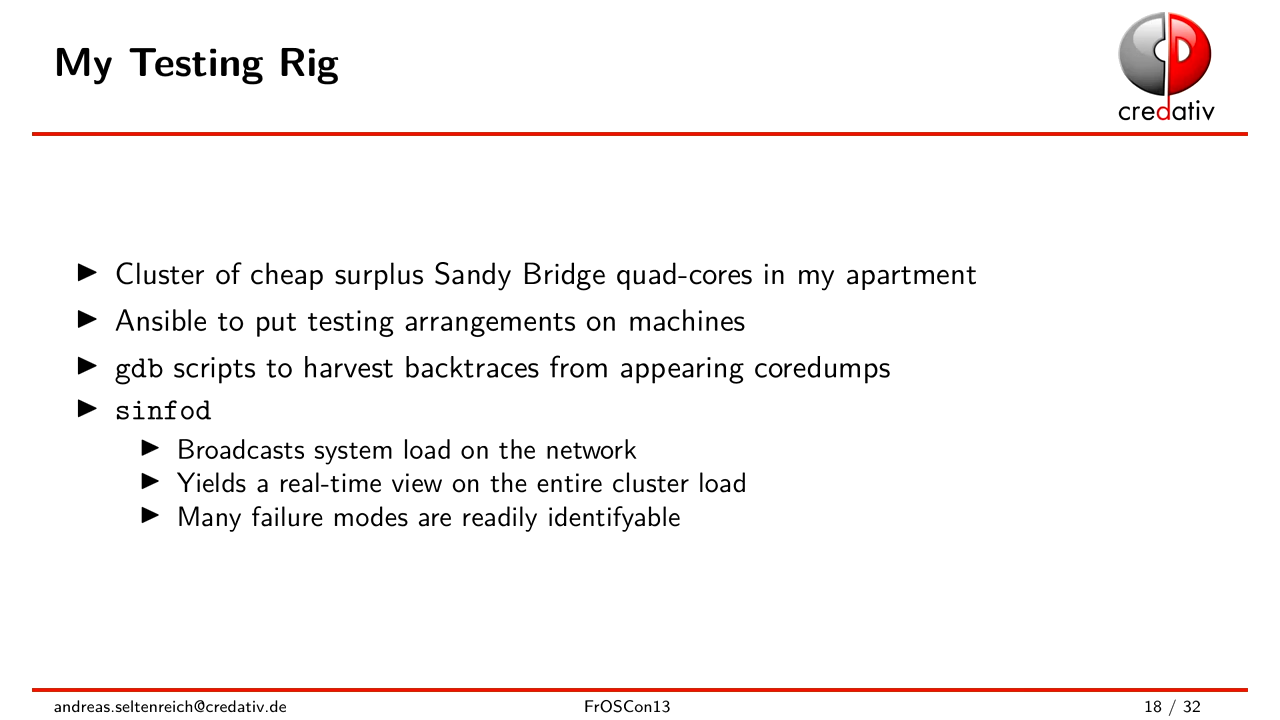 My Testing Rig
credativ
Cluster of cheap surplus Sandy Bridge quad-cores in my apartment
Ansible to put testing arrangements on machines
gdb scripts to harvest backtraces from appearing coredumps
sinfod
Broadcasts system load on the network
Yields a real-time view on the entire cluster load
Many failure modes are readily identifyable
andreas.seltenreich@credativ.de
FrOSCon13
18 / 32